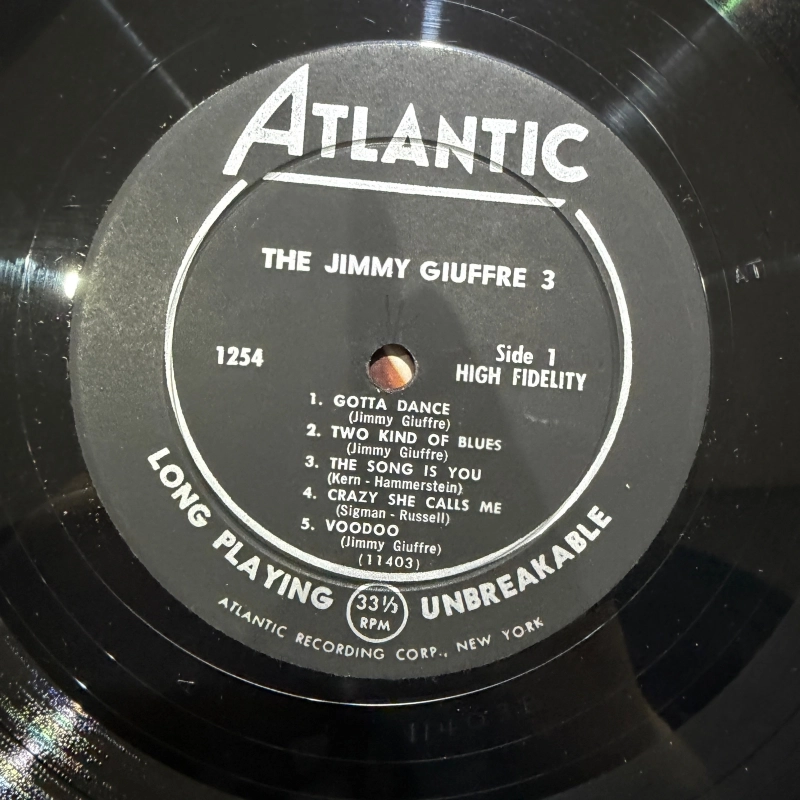 ATLANTIC
THE JIMMY GIUFFRE 3
1254
Side 1
HIGH FIDELITY
1. GOTTA DANCE
(Jimmy Giuffre)
2. TWO KIND OF BLUES
(Jimmy Giuffre)
3. THE SONG IS YOU
(Kern - Hammerstein)
4. CRAZY SHE CALLS ME
(Sigman - Russell)
5. VOODOO
(Jimmy Giuffre)
(11403)
LONG PLAYING 33⅓ RPM UNBREAKABLE
ATLANTIC RECORDING CORP., NEW YORK
AT